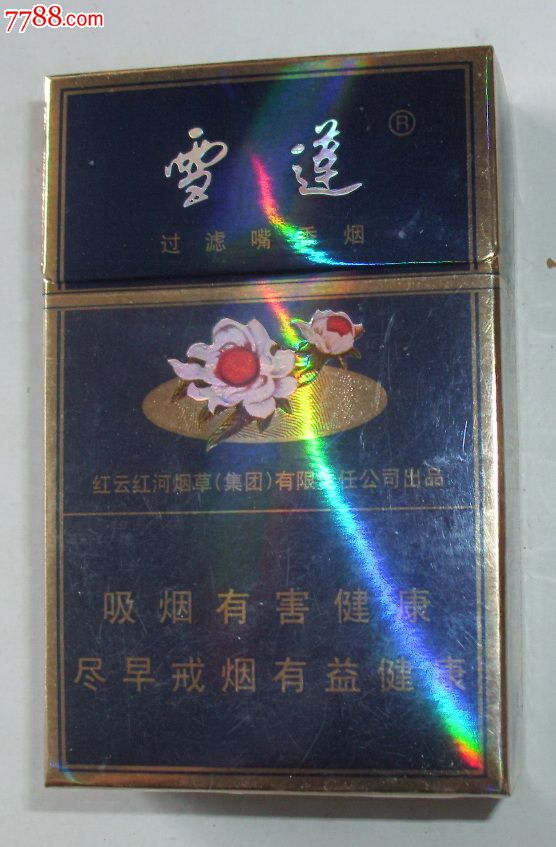 7788.com
雪莲
®
过滤嘴香烟
红云红河烟草(集团)有限责任公司出品
吸烟有害健康
尽早戒烟有益健康